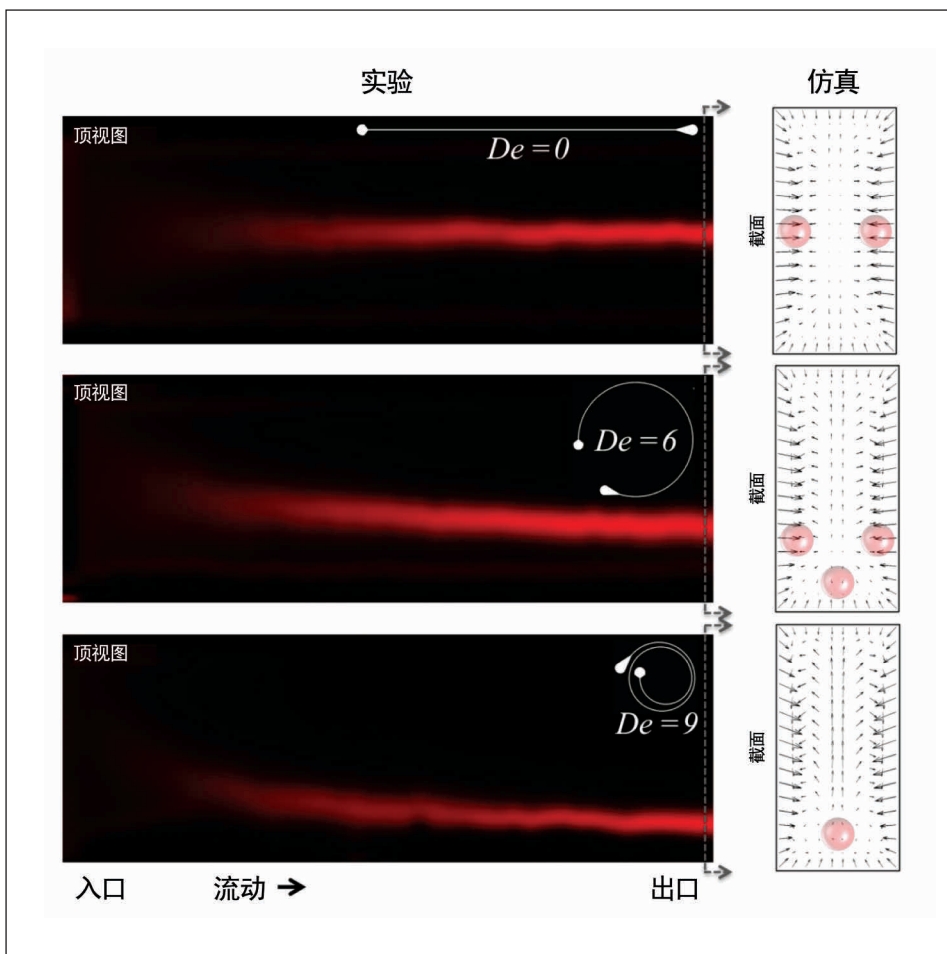 实验
仿真
顶视图
De = 0
截面
顶视图
De = 6
截面
顶视图
De = 9
截面
入口
流动 →
出口